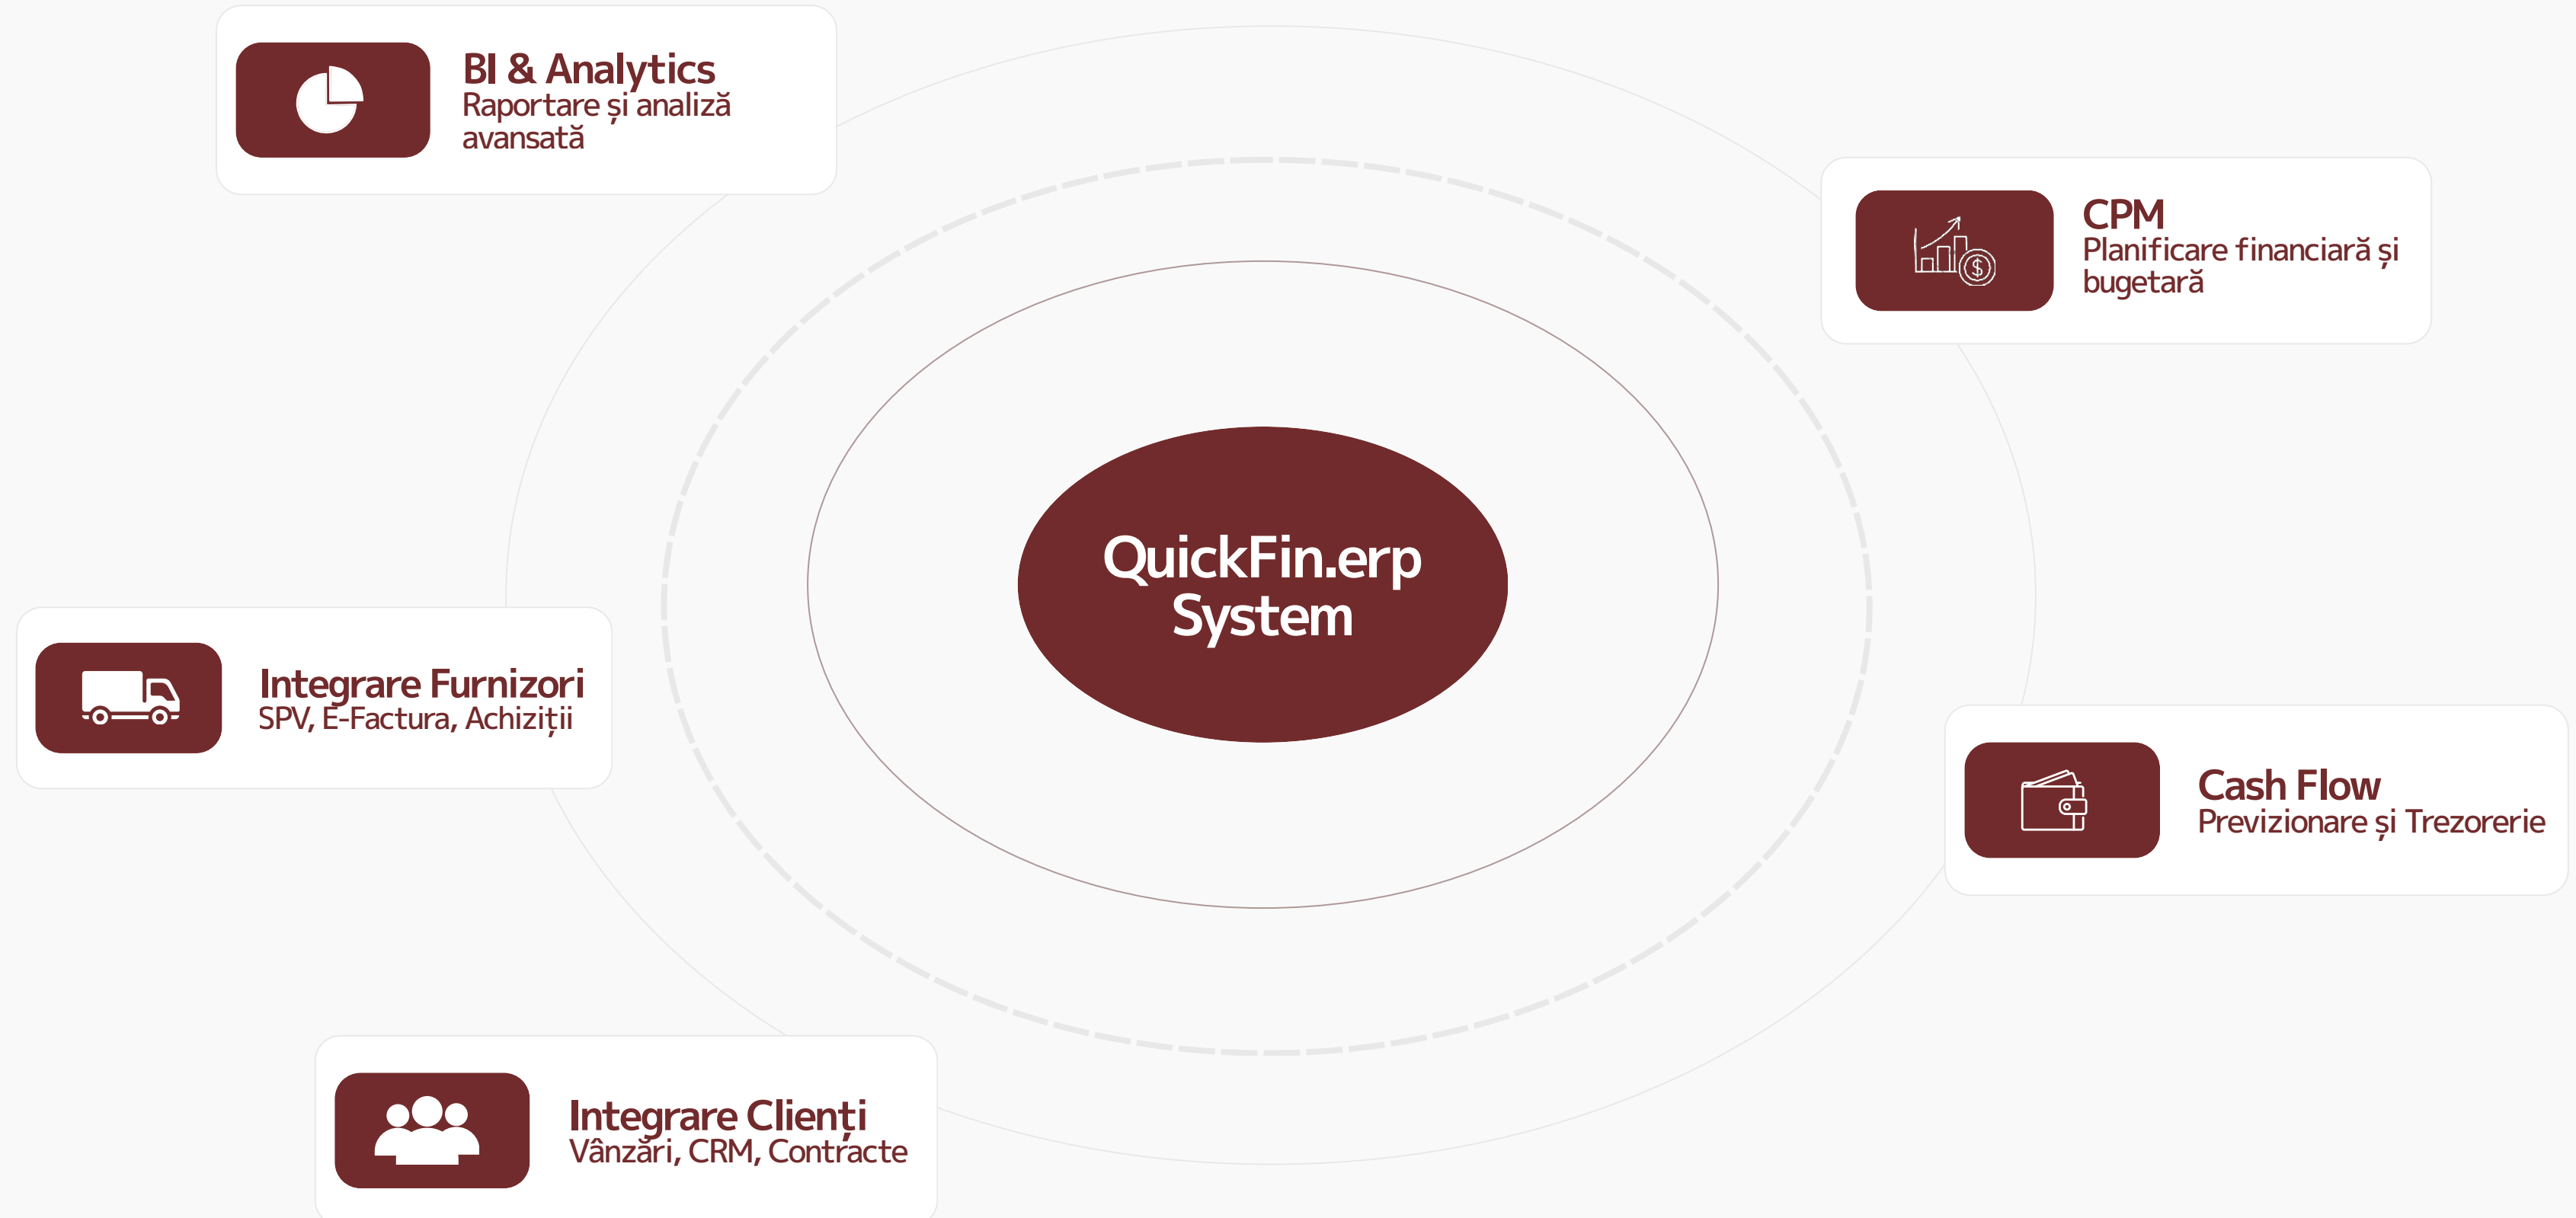 BI & Analytics
Raportare și analiză
avansată
CPM
Planificare financiară și
bugetară
QuickFin.erp
System
Integrare Furnizori
SPV, E-Factura, Achiziții
Cash Flow
Previzionare și Trezorerie
Integrare Clienți
Vânzări, CRM, Contracte